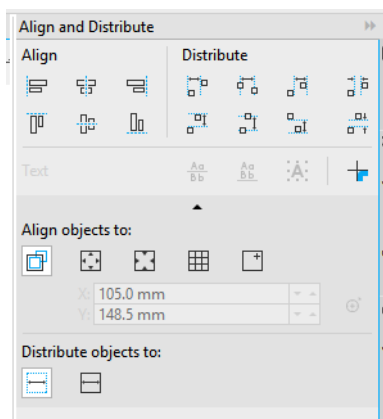 Align and Distribute
Align
Distribute
Text
Aa
Bb
Aa
Bb
A
Align objects to:
X: 105.0 mm
Y: 148.5 mm
Distribute objects to: